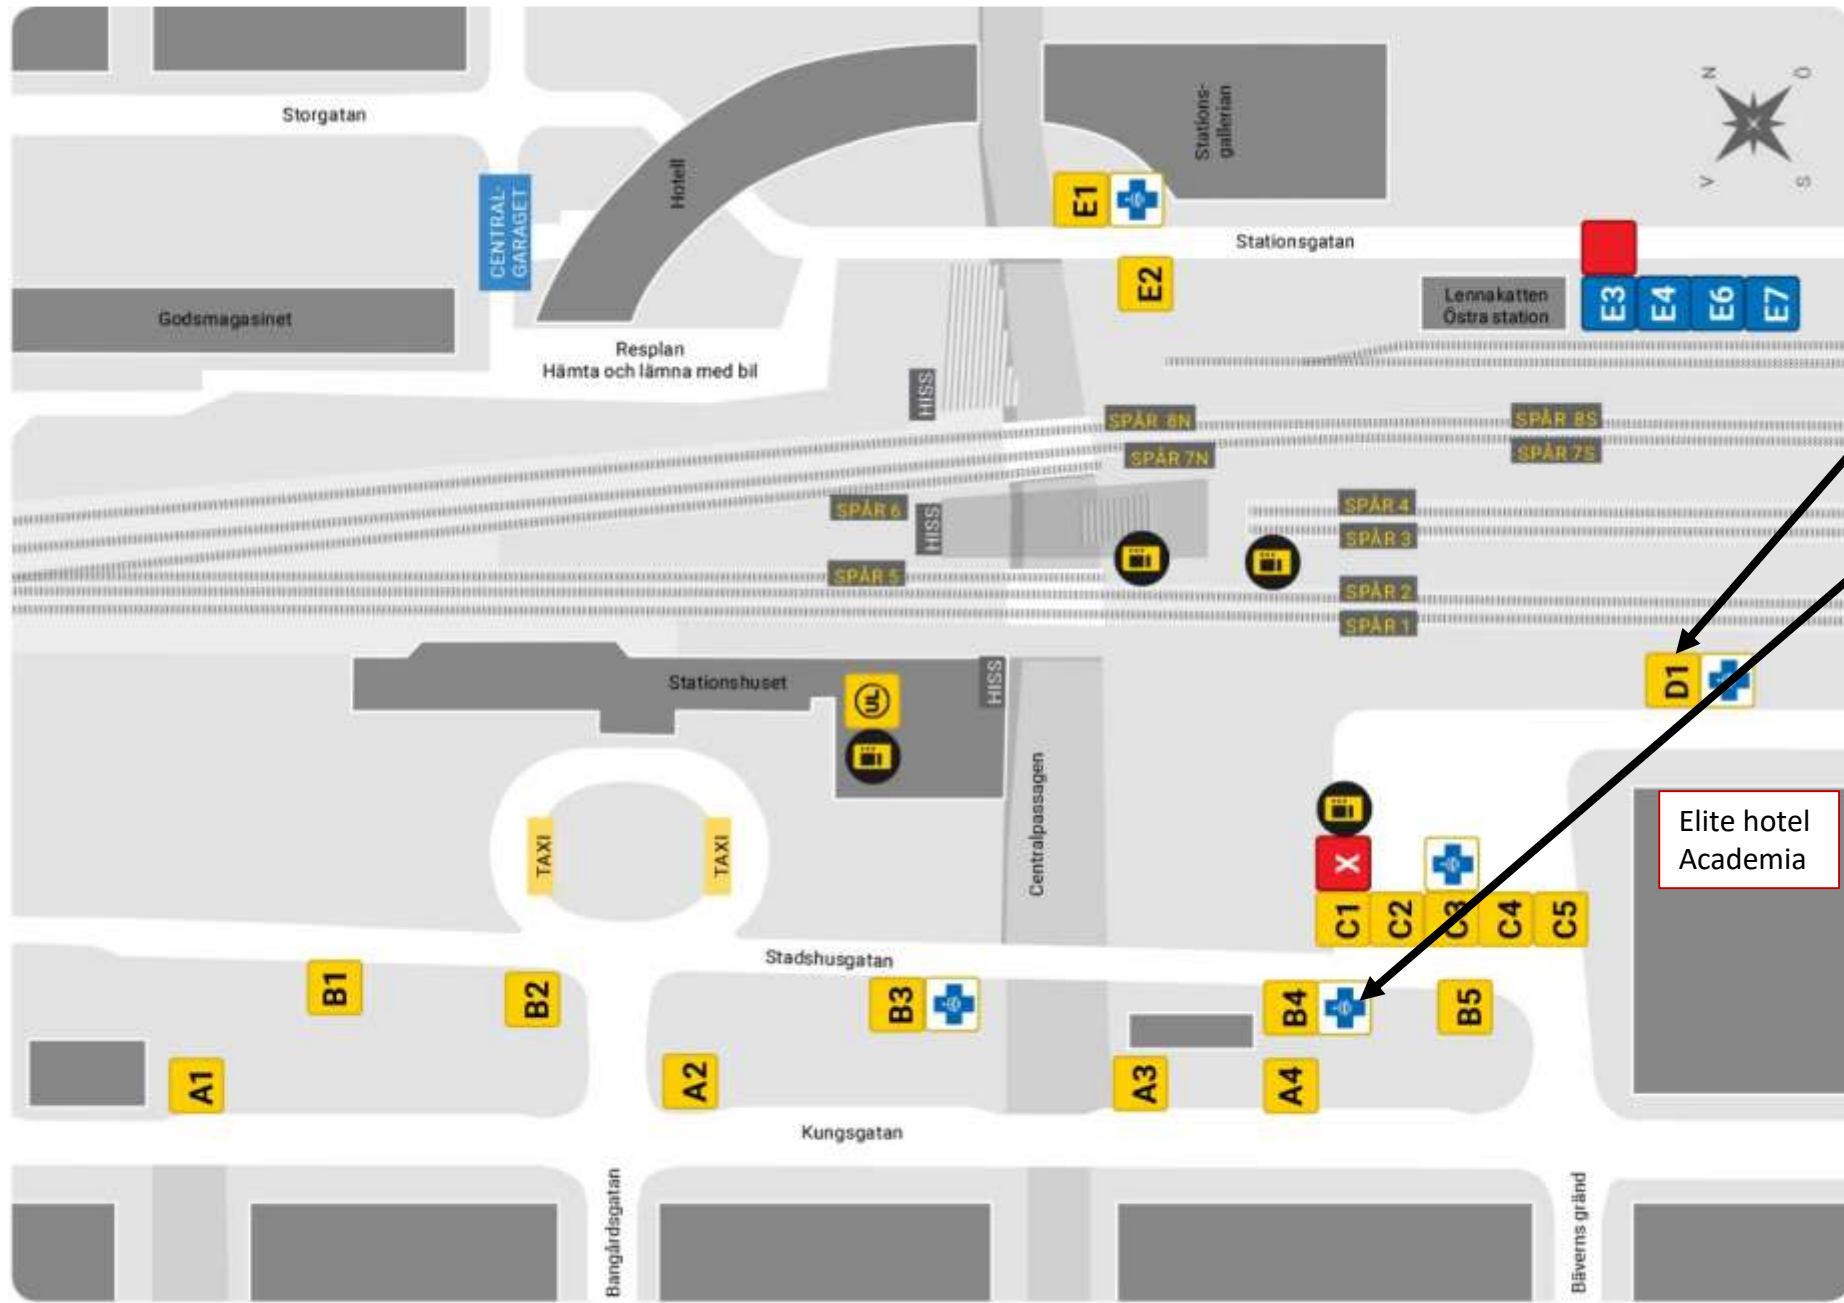 Storgatan
Hotell
Stations-
gallerian
N
Ö
V
S
CENTRAL-
GARAGET
E1
Stationsgatan
E2
Lennakatten
Östra station
E3
E4
E6
E7
Godsmagasinet
Resplan
Hämta och lämna med bil
HISS
SPÅR 8N
SPÅR 8S
SPÅR 7N
SPÅR 7S
SPÅR 6
HISS
SPÅR 4
SPÅR 3
SPÅR 5
SPÅR 2
SPÅR 1
Stationshuset
UL
HISS
D1
Centralpassagen
TAXI
TAXI
X
Elite hotel
Academia
C1
C2
C3
C4
C5
Stadshusgatan
B1
B2
B3
B4
B5
A1
A2
A3
A4
Kungsgatan
Bangårdsgatan
Bäverns gränd